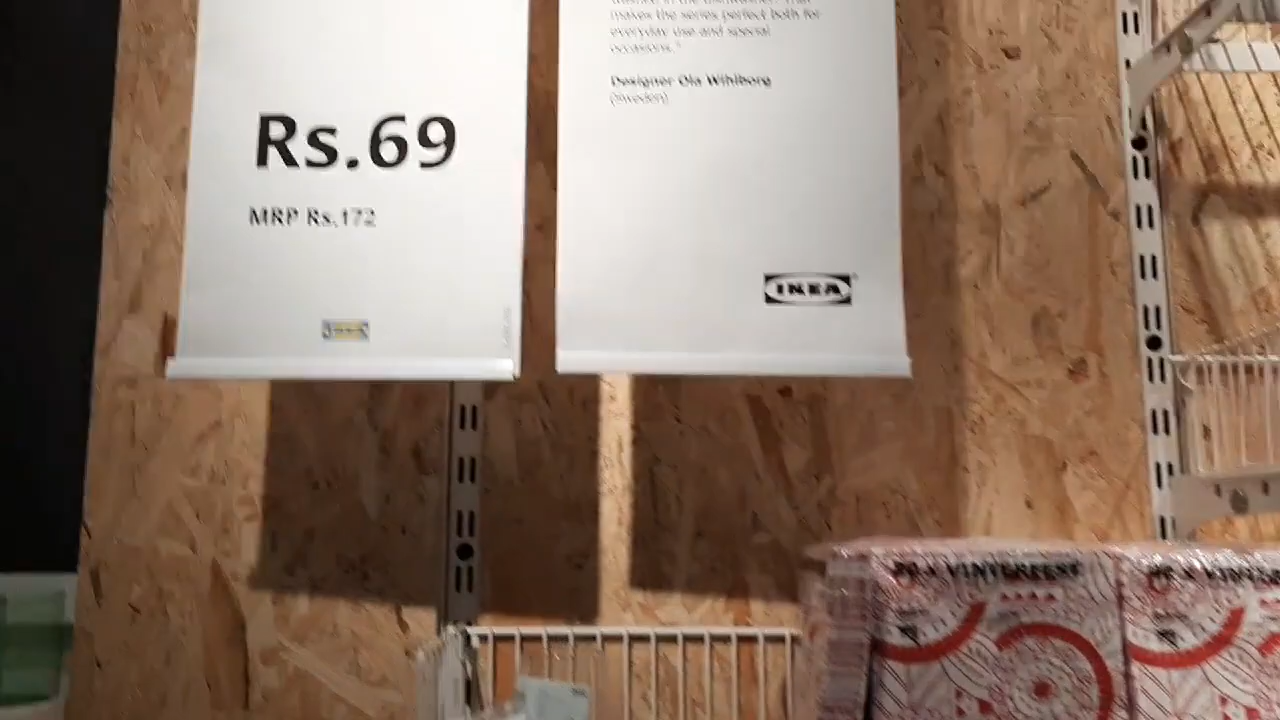 Rs.69
MRP Rs.172
IKEA
makes the series perfect both for
everyday use and special
occasions."
Designer Ola Wihlborg
(Sweden)
IKEA
VINTERFEST